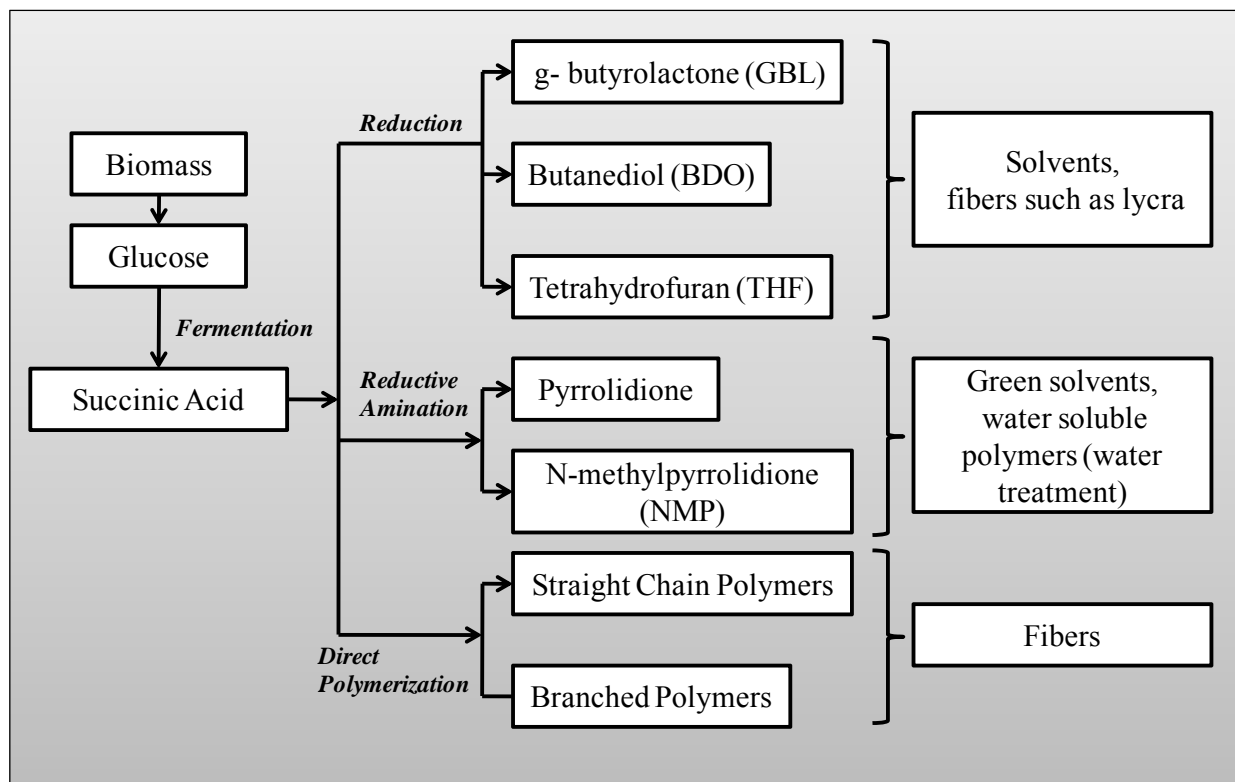 Biomass
Glucose
Fermentation
Succinic Acid
Reduction
g- butyrolactone (GBL)
Butanediol (BDO)
Tetrahydrofuran (THF)
Solvents,
fibers such as lycra
Reductive
Amination
Pyrrolidione
N-methylpyrrolidione
(NMP)
Green solvents,
water soluble
polymers (water
treatment)
Direct
Polymerization
Straight Chain Polymers
Branched Polymers
Fibers